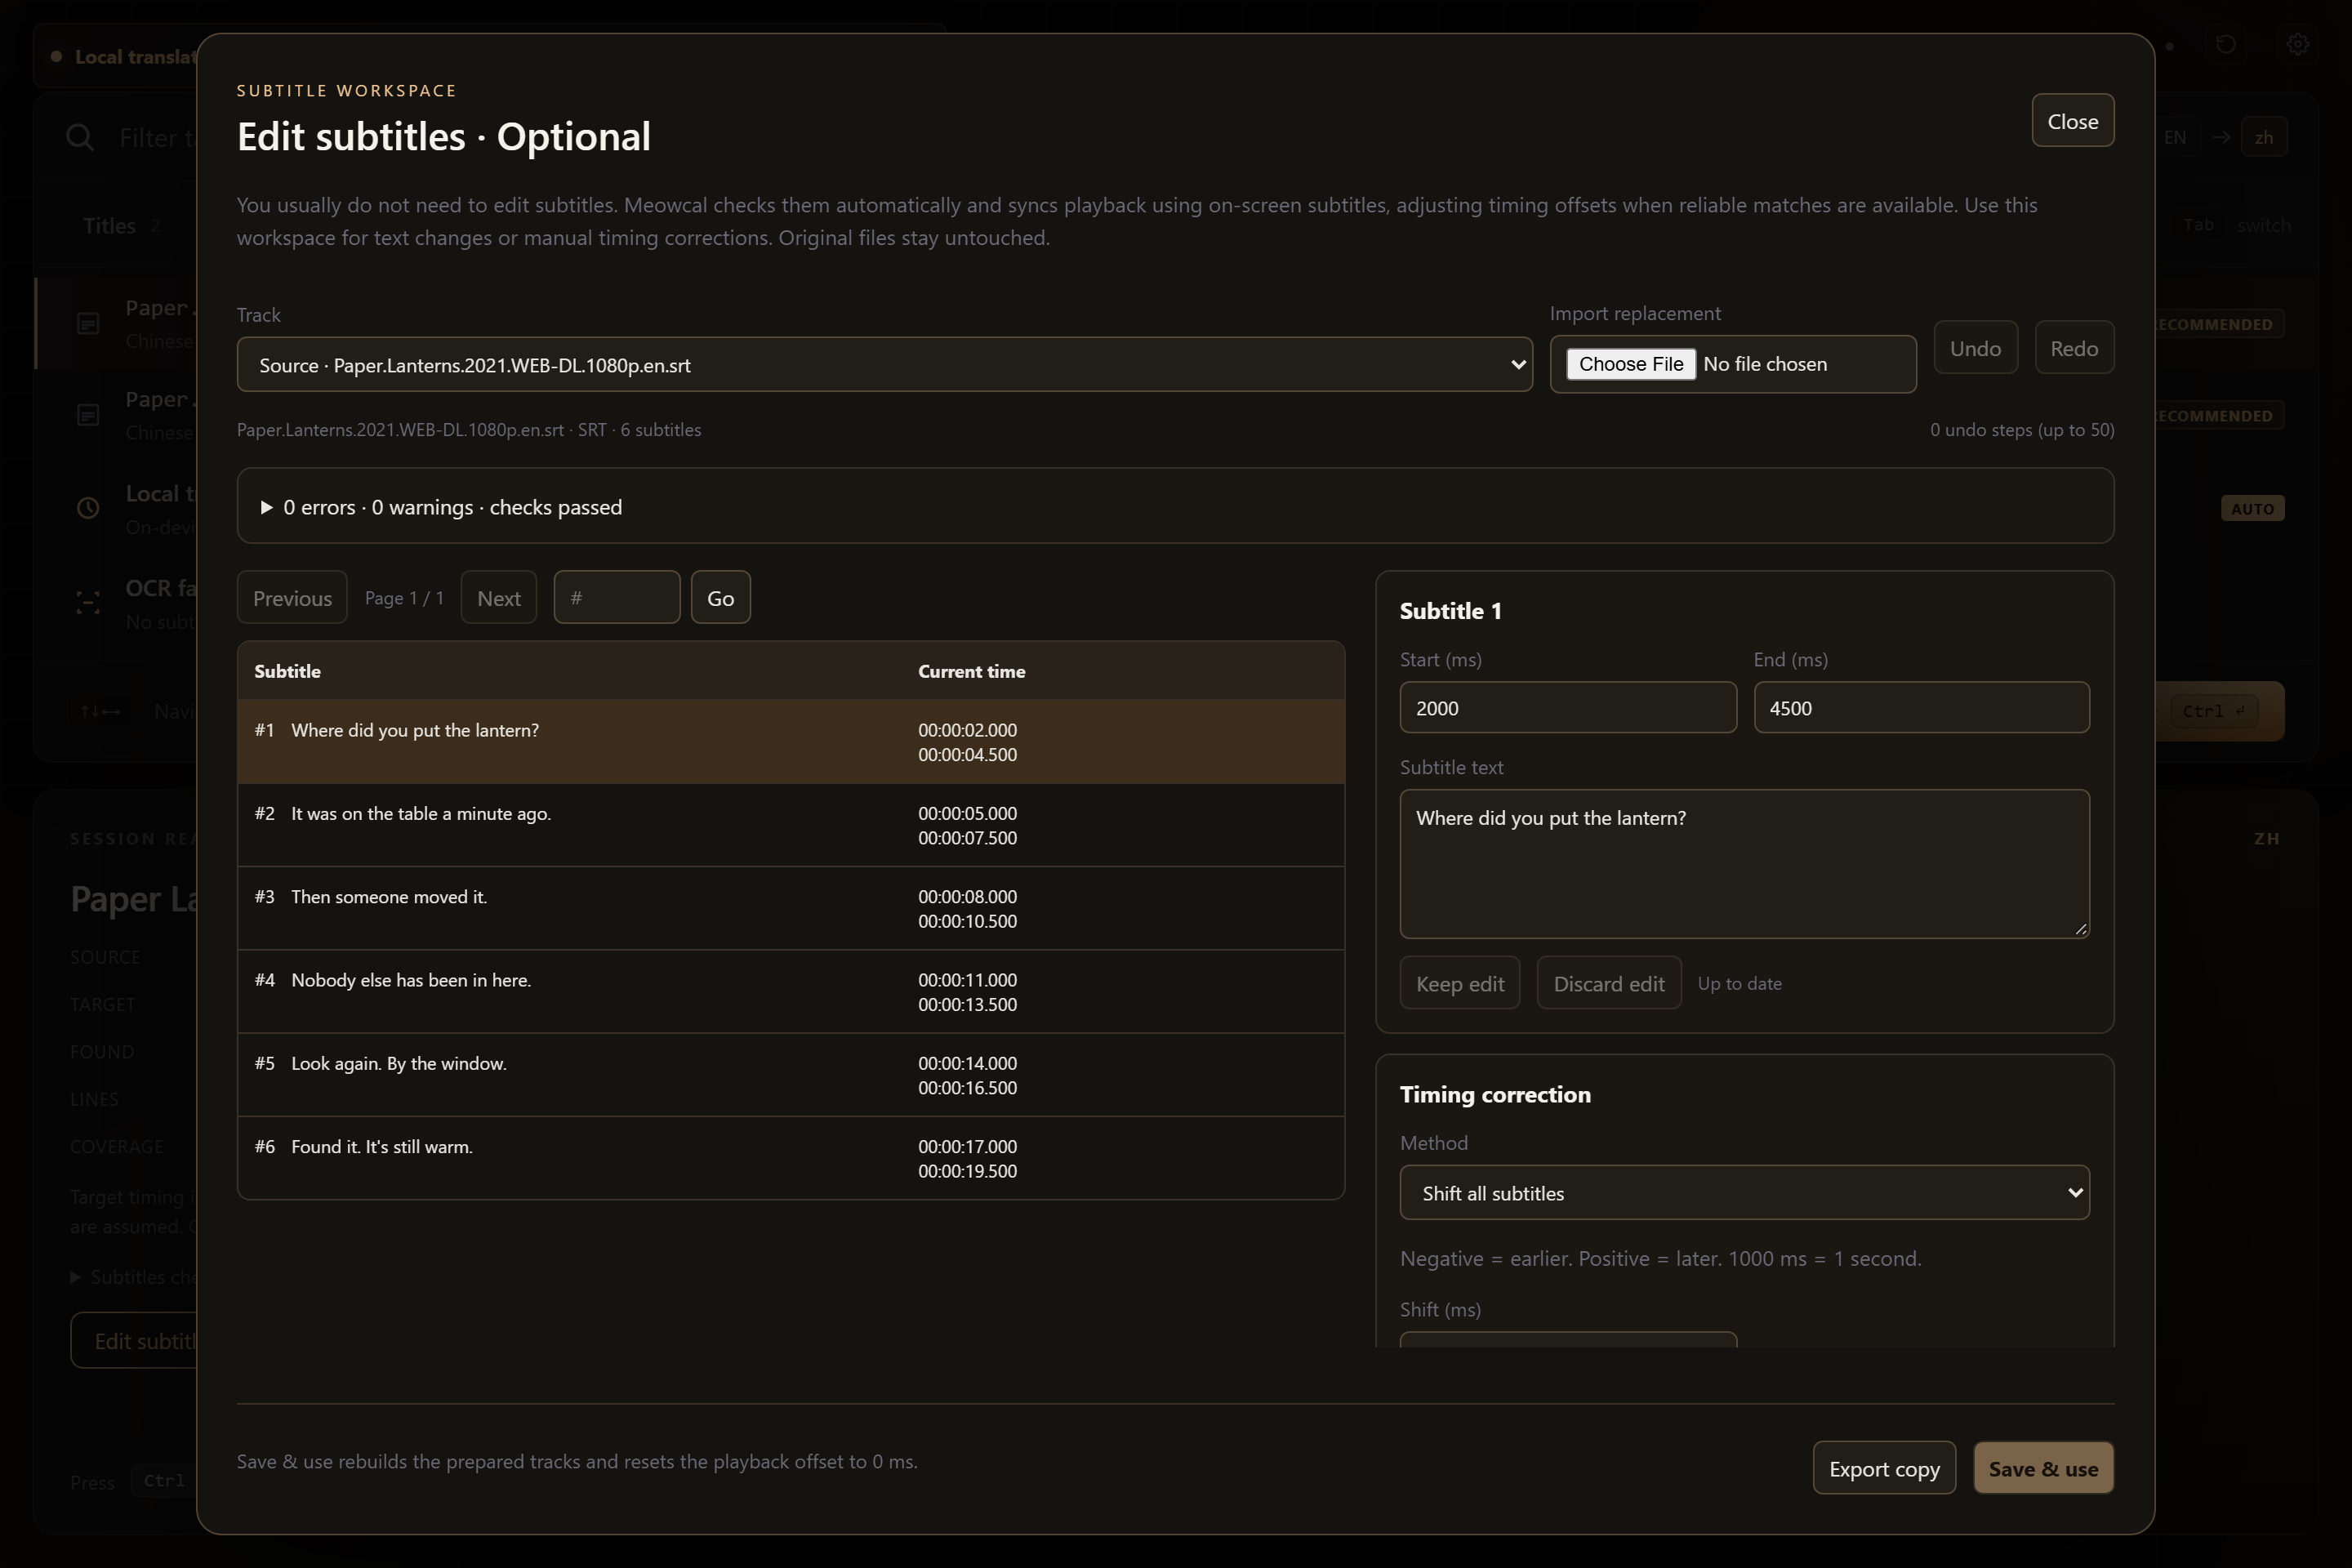 Local translat
Filter t
EN → zh
Titles 2
Tab switch
Paper.
Chinese
RECOMMENDED
Paper.
Chinese
RECOMMENDED
Local t
On-devi
AUTO
OCR fa
No subt
↑↓←→ Navi
Ctrl ↵
SESSION REA
ZH
Paper La
SOURCE
TARGET
FOUND
LINES
COVERAGE
Target timing i
are assumed.
Subtitles che
Edit subtitl
Press Ctrl
SUBTITLE WORKSPACE
Edit subtitles · Optional
Close
You usually do not need to edit subtitles. Meowcal checks them automatically and syncs playback using on-screen subtitles, adjusting timing offsets when reliable matches are available. Use this
workspace for text changes or manual timing corrections. Original files stay untouched.
Track
Import replacement
Source · Paper.Lanterns.2021.WEB-DL.1080p.en.srt
Choose File No file chosen
Undo
Redo
Paper.Lanterns.2021.WEB-DL.1080p.en.srt · SRT · 6 subtitles
0 undo steps (up to 50)
0 errors · 0 warnings · checks passed
Previous
Page 1 / 1
Next
#
Go
Subtitle Current time
#1 Where did you put the lantern? 00:00:02.000
00:00:04.500
#2 It was on the table a minute ago. 00:00:05.000
00:00:07.500
#3 Then someone moved it. 00:00:08.000
00:00:10.500
#4 Nobody else has been in here. 00:00:11.000
00:00:13.500
#5 Look again. By the window. 00:00:14.000
00:00:16.500
#6 Found it. It's still warm. 00:00:17.000
00:00:19.500
Subtitle 1
Start (ms) End (ms)
2000 4500
Subtitle text
Where did you put the lantern?
Keep edit
Discard edit
Up to date
Timing correction
Method
Shift all subtitles
Negative = earlier. Positive = later. 1000 ms = 1 second.
Shift (ms)
Save & use rebuilds the prepared tracks and resets the playback offset to 0 ms.
Export copy
Save & use